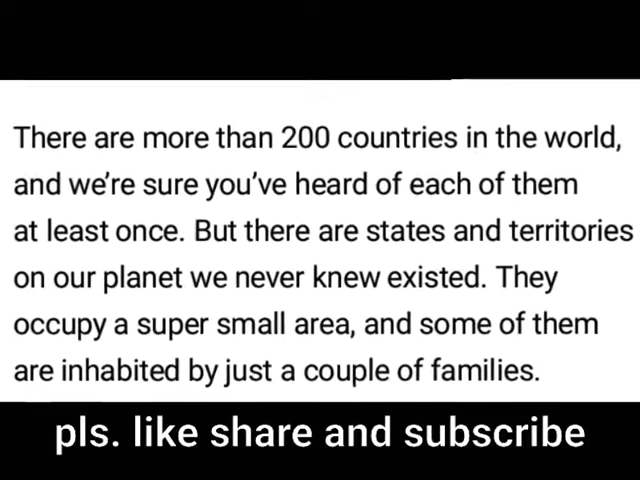 There are more than 200 countries in the world,
and we're sure you've heard of each of them
at least once. But there are states and territories
on our planet we never knew existed. They
occupy a super small area, and some of them
are inhabited by just a couple of families.
pls. like share and subscribe